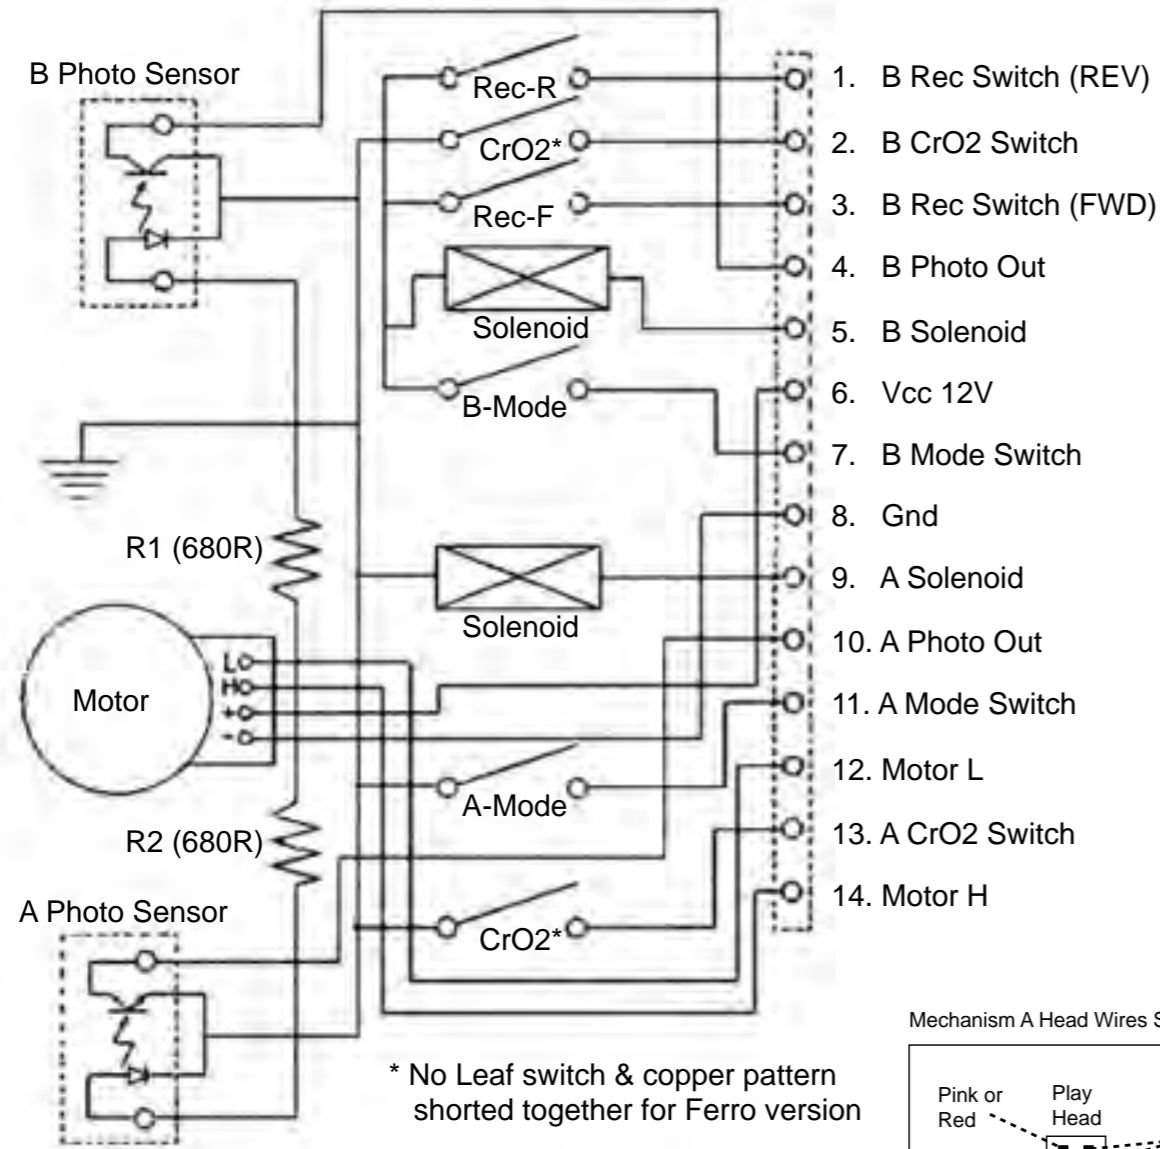 B Photo Sensor
Rec-R
CrO2*
Rec-F
Solenoid
B-Mode
1. B Rec Switch (REV)
2. B CrO2 Switch
3. B Rec Switch (FWD)
4. B Photo Out
5. B Solenoid
6. Vcc 12V
7. B Mode Switch
8. Gnd
9. A Solenoid
10. A Photo Out
11. A Mode Switch
12. Motor L
13. A CrO2 Switch
14. Motor H
R1 (680R)
Solenoid
Motor
L
H
+
-
A-Mode
R2 (680R)
A Photo Sensor
CrO2*
* No Leaf switch & copper pattern
shorted together for Ferro version
Mechanism A Head Wires S
Pink or
Red
Play
Head